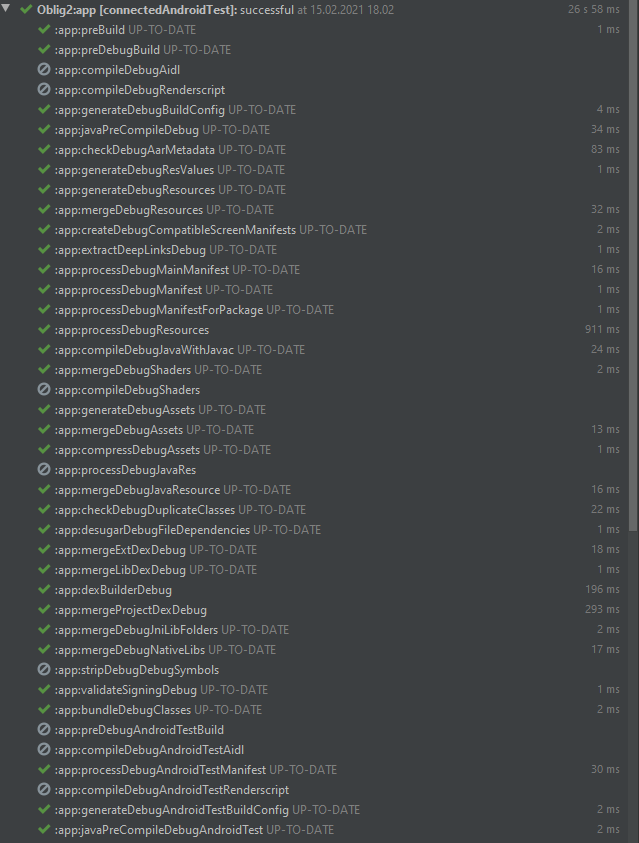 Oblig2:app [connectedAndroidTest]: successful at 15.02.2021 18.02 26 s 58 ms
:app:preBuild UP-TO-DATE 1 ms
:app:preDebugBuild UP-TO-DATE
:app:compileDebugAidl
:app:compileDebugRenderscript
:app:generateDebugBuildConfig UP-TO-DATE 4 ms
:app:javaPreCompileDebug UP-TO-DATE 34 ms
:app:checkDebugAarMetadata UP-TO-DATE 83 ms
:app:generateDebugResValues UP-TO-DATE 1 ms
:app:generateDebugResources UP-TO-DATE
:app:mergeDebugResources UP-TO-DATE 32 ms
:app:createDebugCompatibleScreenManifests UP-TO-DATE 2 ms
:app:extractDeepLinksDebug UP-TO-DATE 1 ms
:app:processDebugMainManifest UP-TO-DATE 16 ms
:app:processDebugManifest UP-TO-DATE 1 ms
:app:processDebugManifestForPackage UP-TO-DATE 1 ms
:app:processDebugResources 911 ms
:app:compileDebugJavaWithJavac UP-TO-DATE 24 ms
:app:mergeDebugShaders UP-TO-DATE 2 ms
:app:compileDebugShaders
:app:generateDebugAssets UP-TO-DATE
:app:mergeDebugAssets UP-TO-DATE 13 ms
:app:compressDebugAssets UP-TO-DATE 1 ms
:app:processDebugJavaRes
:app:mergeDebugJavaResource UP-TO-DATE 16 ms
:app:checkDebugDuplicateClasses UP-TO-DATE 22 ms
:app:desugarDebugFileDependencies UP-TO-DATE 1 ms
:app:mergeExtDexDebug UP-TO-DATE 18 ms
:app:mergeLibDexDebug UP-TO-DATE 1 ms
:app:dexBuilderDebug 196 ms
:app:mergeProjectDexDebug 293 ms
:app:mergeDebugJniLibFolders UP-TO-DATE 2 ms
:app:mergeDebugNativeLibs UP-TO-DATE 17 ms
:app:stripDebugDebugSymbols
:app:validateSigningDebug UP-TO-DATE 1 ms
:app:bundleDebugClasses UP-TO-DATE 2 ms
:app:preDebugAndroidTestBuild
:app:compileDebugAndroidTestAidl
:app:processDebugAndroidTestManifest UP-TO-DATE 30 ms
:app:compileDebugAndroidTestRenderscript
:app:generateDebugAndroidTestBuildConfig UP-TO-DATE 2 ms
:app:javaPreCompileDebugAndroidTest UP-TO-DATE 2 ms